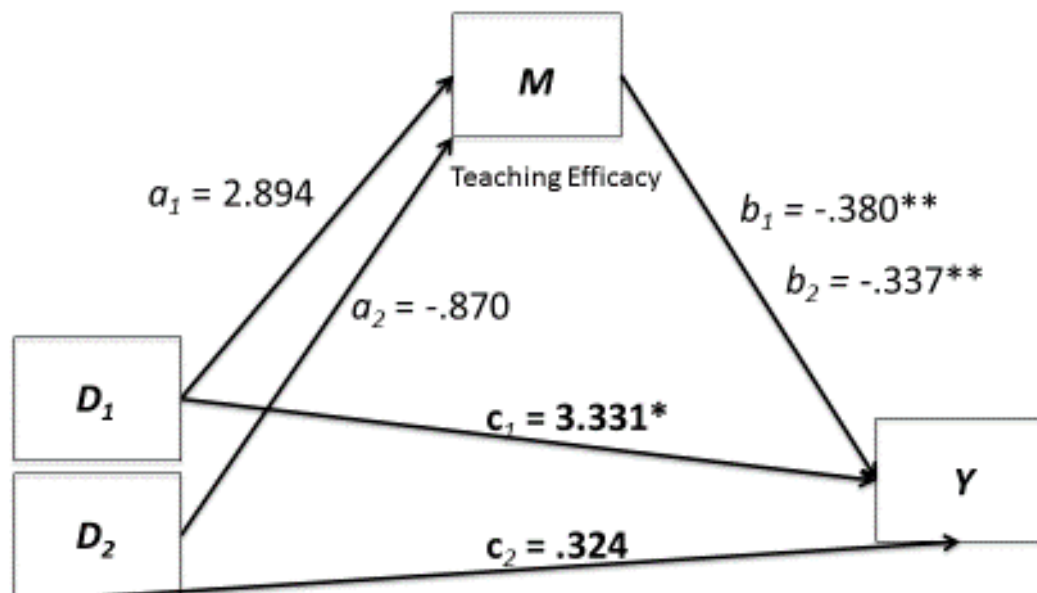 M
Teaching Efficacy
a₁ = 2.894
b₁ = -.380**
b₂ = -.337**
a₂ = -.870
D₁
c₁ = 3.331*
Y
D₂
c₂ = .324